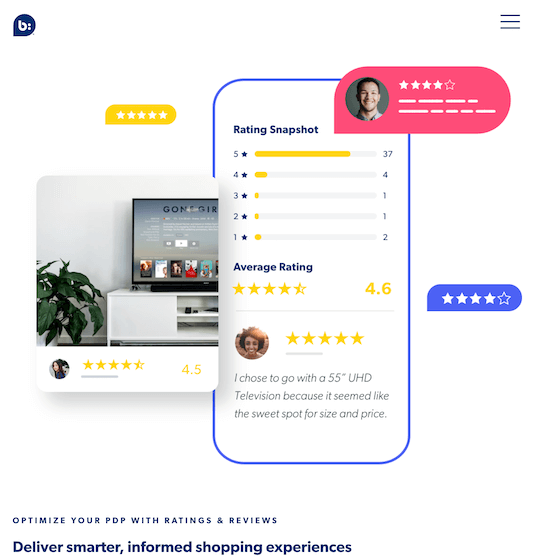 b:
Rating Snapshot
5 ★ 37
4 ★ 4
3 ★ 1
2 ★ 1
1 ★ 2
Average Rating
4.6
GONE GIRL
4.5
I chose to go with a 55” UHD
Television because it seemed like
the sweet spot for size and price.
OPTIMIZE YOUR PDP WITH RATINGS & REVIEWS
Deliver smarter, informed shopping experiences